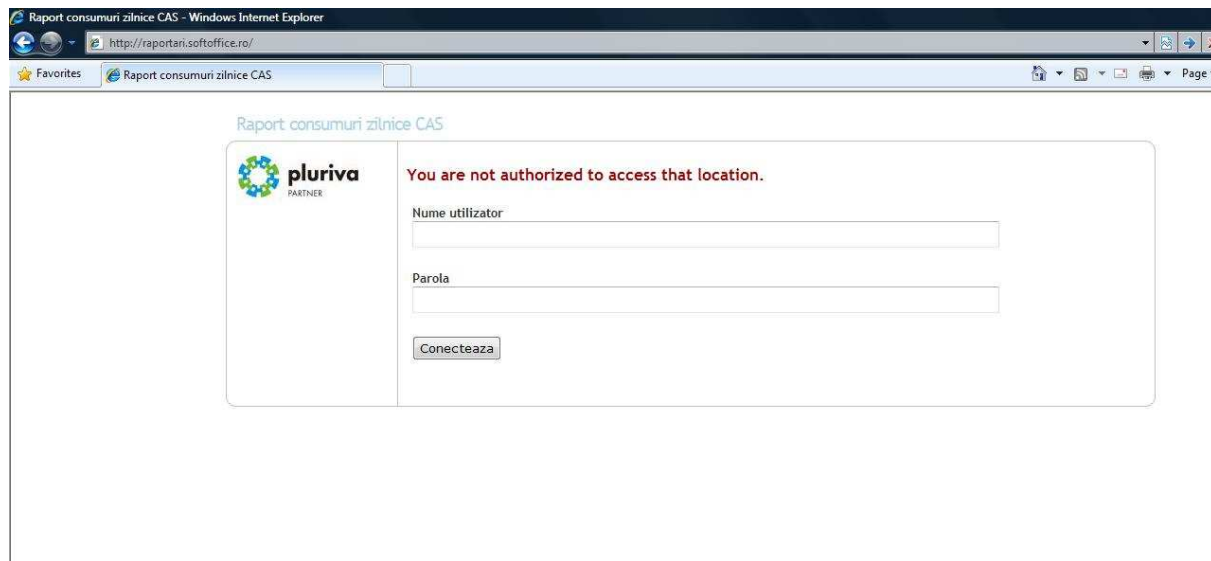 Raport consumuri zilnice CAS - Windows Internet Explorer
http://raportari.softoffice.ro/
Favorites
Raport consumuri zilnice CAS
Page
Raport consumuri zilnice CAS
pluriva
PARTNER
You are not authorized to access that location.
Nume utilizator
Parola
Conecteaza